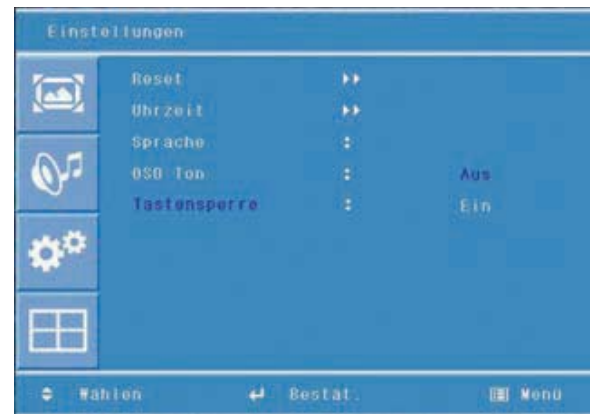 Einstellungen
Reset
Uhrzeit
Sprache :
OSD Ton : Aus
Tastensperre : Ein
Wählen Bestät. Menü